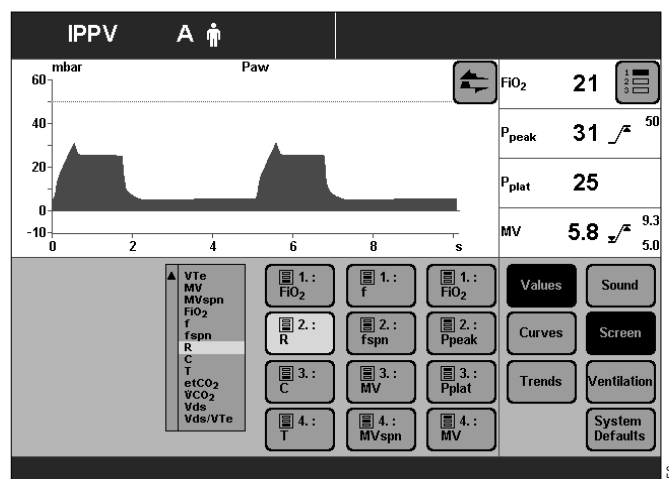 IPPV A
mbar Paw
60
40
20
0
-10
0 2 4 6 8 s
FiO2 21 1 2 3
Ppeak 31 50
Pplat 25
MV 5.8 9.3 5.0
VTe
MV
MVspn
FiO2
f
fspn
R
C
T
etCO2
V̇CO2
Vds
Vds/VTe
1.: FiO2
1.: f
1.: FiO2
2.: R
2.: fspn
2.: Ppeak
3.: C
3.: MV
3.: Pplat
4.: T
4.: MVspn
4.: MV
Values
Sound
Curves
Screen
Trends
Ventilation
System
Defaults